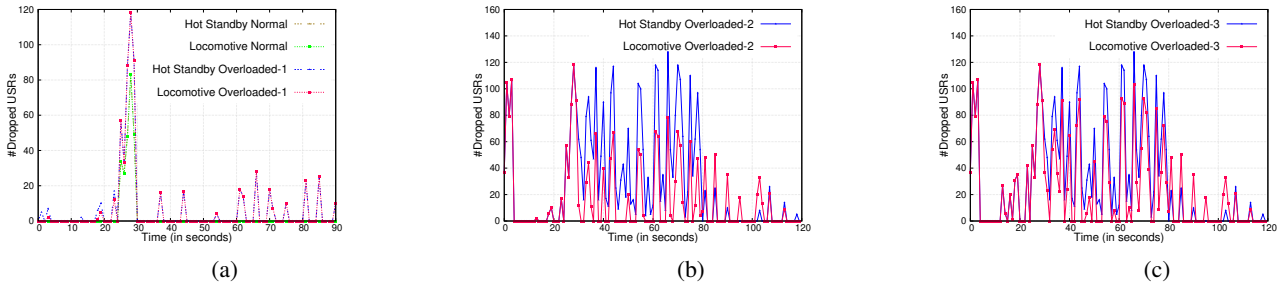 #Dropped USRs
120
100
80
60
40
20
0
Hot Standby Normal
Locomotive Normal
Hot Standby Overloaded-1
Locomotive Overloaded-1
0 10 20 30 40 50 60 70 80 90
Time (in seconds)
(a)
#Dropped USRs
140
120
100
80
60
40
20
0
Hot Standby Overloaded-2
Locomotive Overloaded-2
0 20 40 60 80 100 120
Time (in seconds)
(b)
#Dropped USRs
140
120
100
80
60
40
20
0
Hot Standby Overloaded-3
Locomotive Overloaded-3
0 20 40 60 80 100 120
Time (in seconds)
(c)